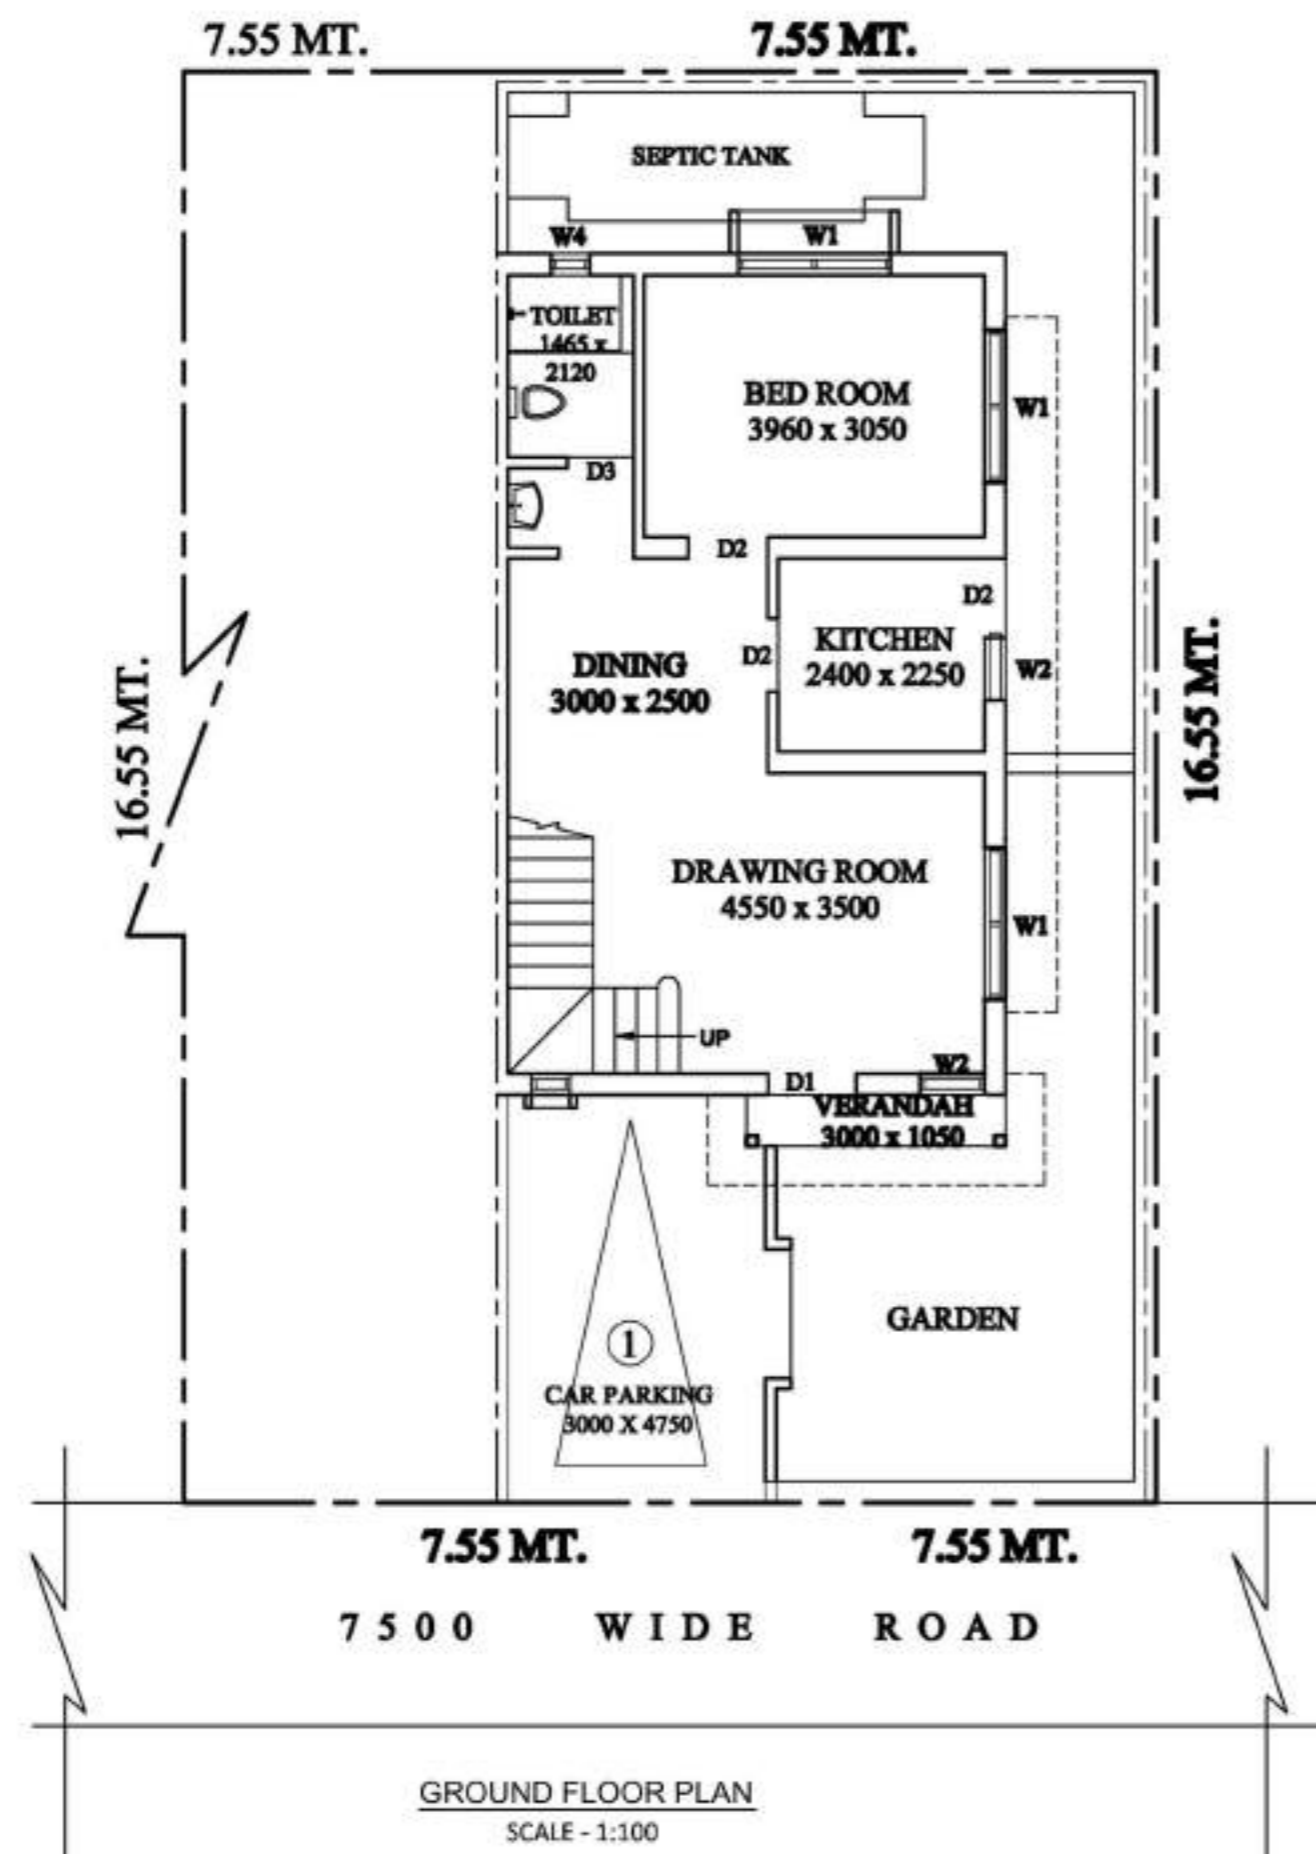 7.55 MT.
7.55 MT.
SEPTIC TANK
W4
W1
TOILET
1465 x
2120
BED ROOM
3960 x 3050
W1
D3
D2
D2
KITCHEN
2400 x 2250
D2
W2
DINING
3000 x 2500
16.55 MT.
16.55 MT.
DRAWING ROOM
4550 x 3500
W1
UP
W2
D1
VERANDAH
3000 x 1050
GARDEN
1
CAR PARKING
3000 X 4750
7.55 MT.
7.55 MT.
7500 WIDE ROAD
GROUND FLOOR PLAN
SCALE - 1:100